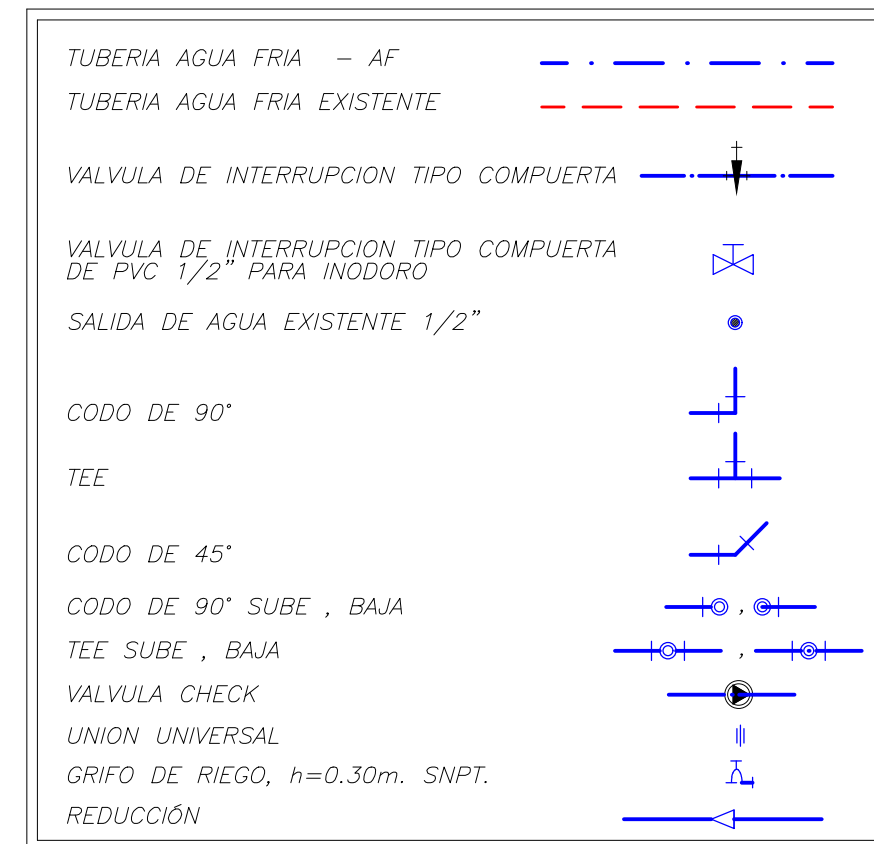 TUBERIA AGUA FRIA – AF
TUBERIA AGUA FRIA EXISTENTE
VALVULA DE INTERRUPCION TIPO COMPUERTA
VALVULA DE INTERRUPCION TIPO COMPUERTA
DE PVC 1/2" PARA INODORO
SALIDA DE AGUA EXISTENTE 1/2"
CODO DE 90°
TEE
CODO DE 45°
CODO DE 90° SUBE , BAJA ,
TEE SUBE , BAJA ,
VALVULA CHECK
UNION UNIVERSAL
GRIFO DE RIEGO, h=0.30m. SNPT.
REDUCCIÓN